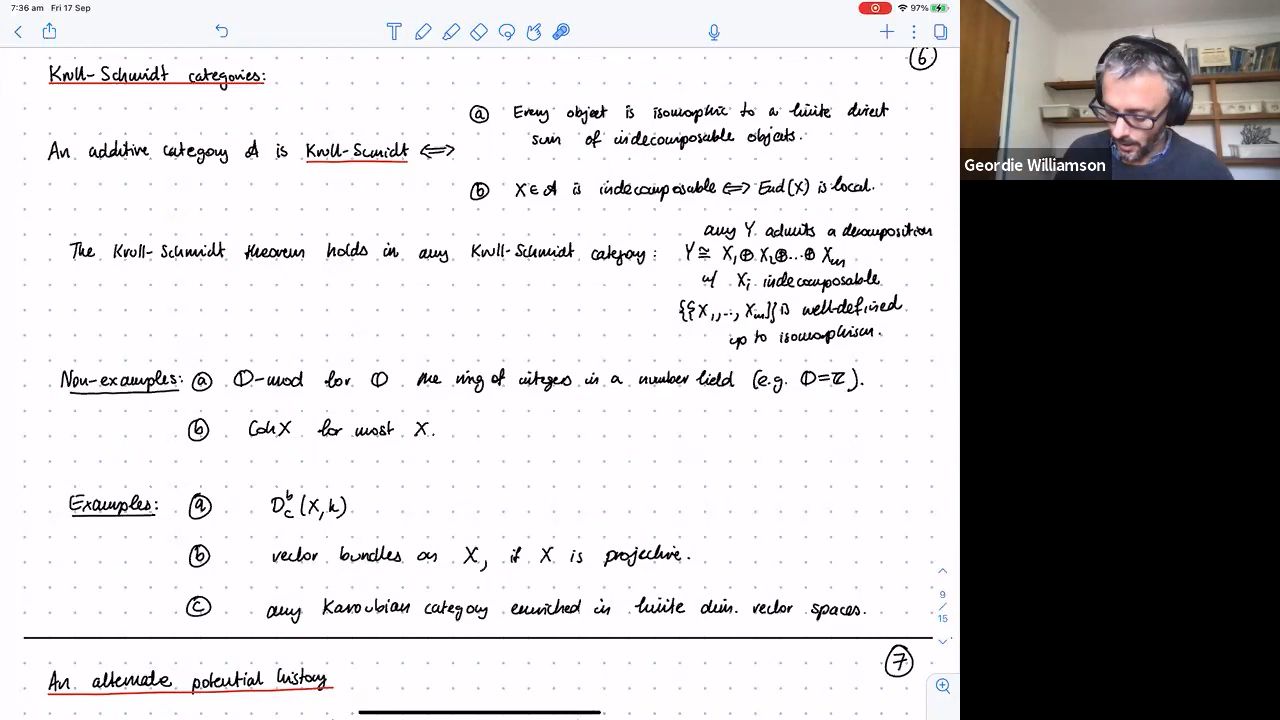 7:36 am Fri 17 Sep
97%
6
Krull-Schmidt categories:
ⓐ Every object is isomorphic to a finite direct
sum of indecomposable objects.
An additive category A is Krull-Scmidt ⟺
ⓑ X ∈ A is indecomposable ⟺ End(X) is local.
any Y admits a decomposition
The Krull-Schmidt theorem holds in any Krull-Schmidt category: Y ≅ X₁ ⊕ X₂ ⊕ ... ⊕ Xₘ
w/ Xᵢ indecomposable
{{X₁, .., Xₘ}} is well-defined
up to isomorphism.
Non-examples: ⓐ O-mod for O the ring of integers in a number field (e.g. O=ℤ).
ⓑ Coh X for most X.
Examples: ⓐ D_c^b(X,k)
ⓑ vector bundles on X, if X is projective.
ⓒ any Karoubian category enriched in finite dim. vector spaces.
7
An alternate potential history
9
/
15
T
Geordie Williamson